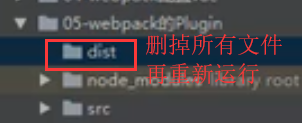 05-webpack的Plugin
dist
删掉所有文件
再重新运行
node_modules library root
src